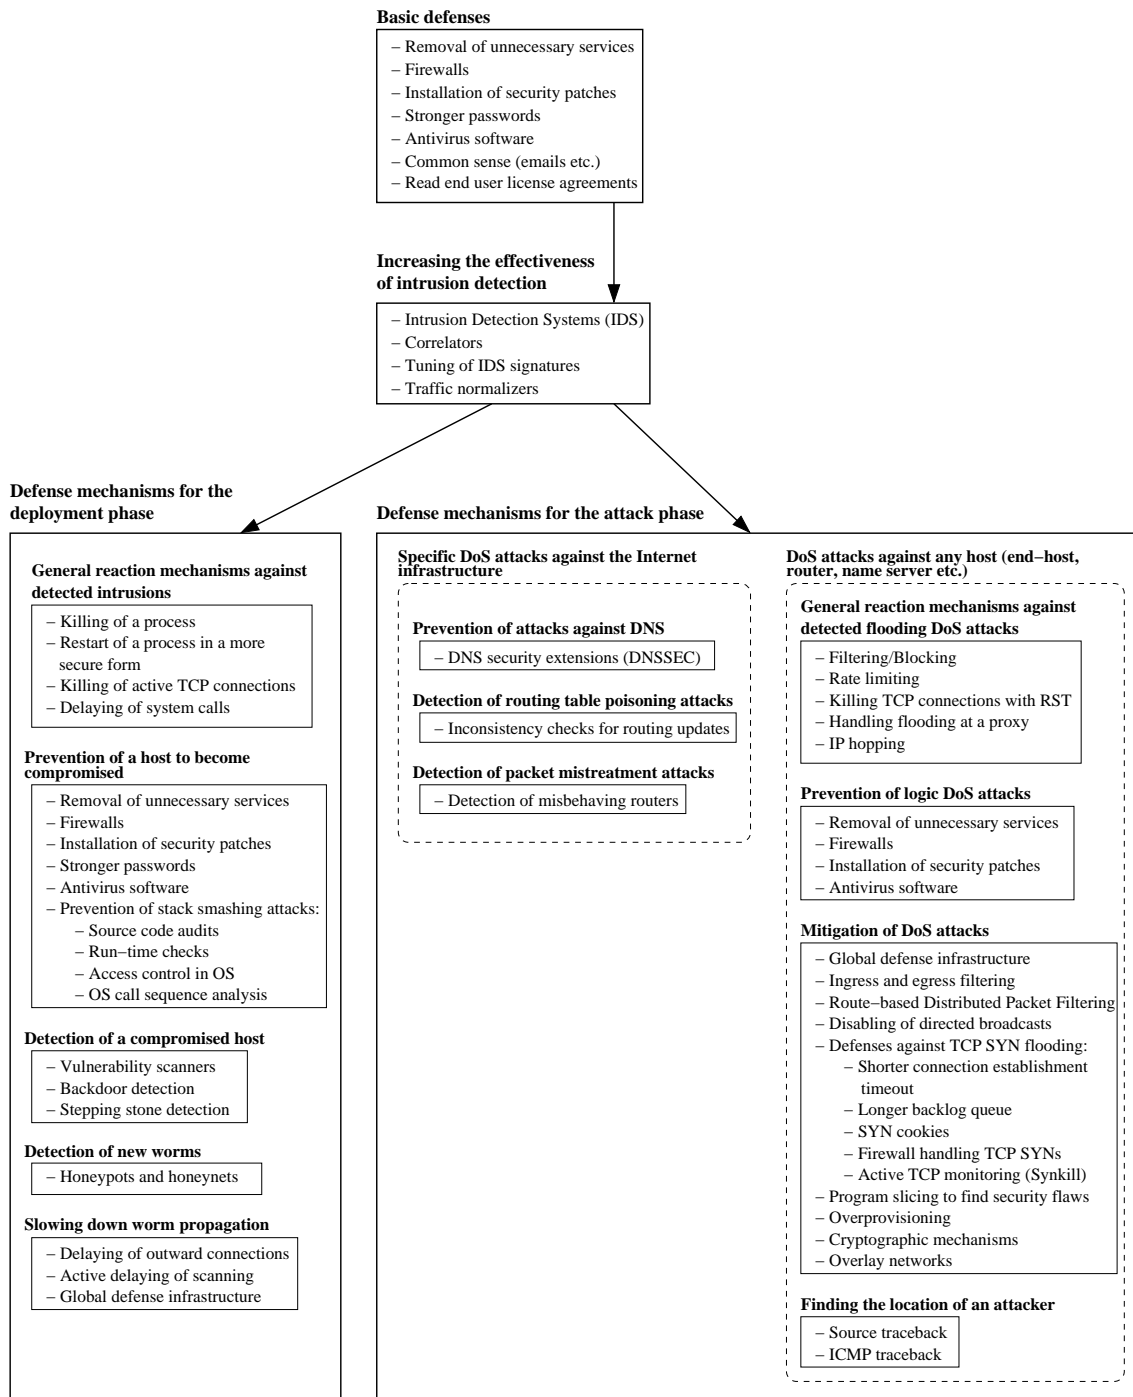 Basic defenses
– Removal of unnecessary services
– Firewalls
– Installation of security patches
– Stronger passwords
– Antivirus software
– Common sense (emails etc.)
– Read end user license agreements
Increasing the effectiveness
of intrusion detection
– Intrusion Detection Systems (IDS)
– Correlators
– Tuning of IDS signatures
– Traffic normalizers
Defense mechanisms for the
deployment phase
General reaction mechanisms against
detected intrusions
– Killing of a process
– Restart of a process in a more
secure form
– Killing of active TCP connections
– Delaying of system calls
Prevention of a host to become
compromised
– Removal of unnecessary services
– Firewalls
– Installation of security patches
– Stronger passwords
– Antivirus software
– Prevention of stack smashing attacks:
– Source code audits
– Run–time checks
– Access control in OS
– OS call sequence analysis
Detection of a compromised host
– Vulnerability scanners
– Backdoor detection
– Stepping stone detection
Detection of new worms
– Honeypots and honeynets
Slowing down worm propagation
– Delaying of outward connections
– Active delaying of scanning
– Global defense infrastructure
Defense mechanisms for the attack phase
Specific DoS attacks against the Internet
infrastructure
Prevention of attacks against DNS
– DNS security extensions (DNSSEC)
Detection of routing table poisoning attacks
– Inconsistency checks for routing updates
Detection of packet mistreatment attacks
– Detection of misbehaving routers
DoS attacks against any host (end–host,
router, name server etc.)
General reaction mechanisms against
detected flooding DoS attacks
– Filtering/Blocking
– Rate limiting
– Killing TCP connections with RST
– Handling flooding at a proxy
– IP hopping
Prevention of logic DoS attacks
– Removal of unnecessary services
– Firewalls
– Installation of security patches
– Antivirus software
Mitigation of DoS attacks
– Global defense infrastructure
– Ingress and egress filtering
– Route–based Distributed Packet Filtering
– Disabling of directed broadcasts
– Defenses against TCP SYN flooding:
– Shorter connection establishment
timeout
– Longer backlog queue
– SYN cookies
– Firewall handling TCP SYNs
– Active TCP monitoring (Synkill)
– Program slicing to find security flaws
– Overprovisioning
– Cryptographic mechanisms
– Overlay networks
Finding the location of an attacker
– Source traceback
– ICMP traceback